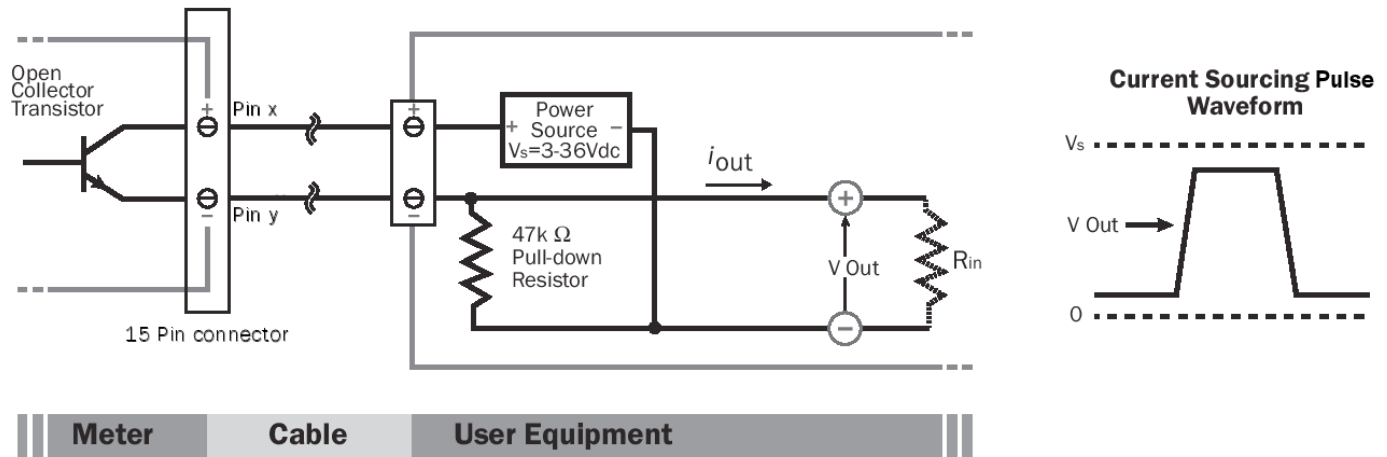 Open
Collector
Transistor
+
Pin x
−
Pin y
15 Pin connector
+
−
Power
+ Source −
Vs=3-36Vdc
47k Ω
Pull-down
Resistor
iout
+
V Out
−
Rin
Current Sourcing Pulse
Waveform
Vs
V Out
0
Meter
Cable
User Equipment